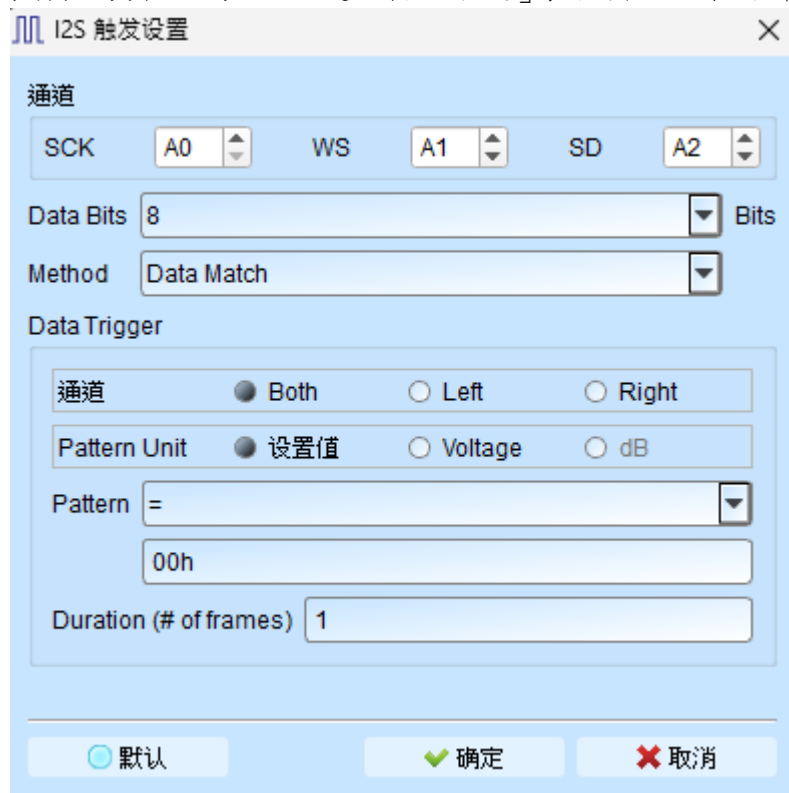 I2S 触发设置
通道
SCK A0 WS A1 SD A2
Data Bits 8 Bits
Method Data Match
Data Trigger
通道 Both Left Right
Pattern Unit 设置值 Voltage dB
Pattern =
00h
Duration (# of frames) 1
默认 确定 取消